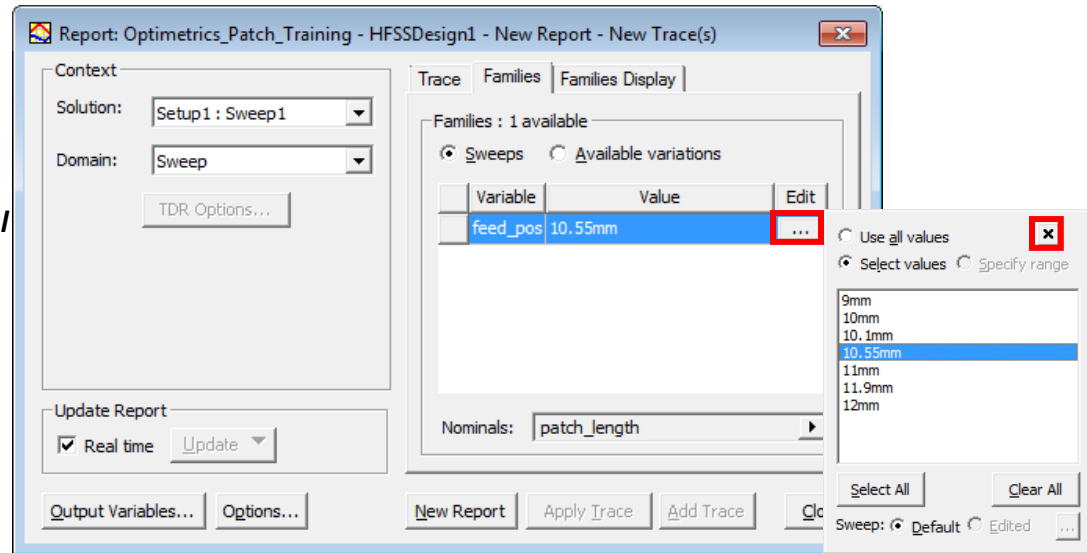 Report: Optimetrics_Patch_Training - HFSSDesign1 - New Report - New Trace(s)
Context
Solution: Setup1 : Sweep1
Domain: Sweep
TDR Options...
Update Report
Real time Update
Output Variables... Options...
Trace Families Families Display
Families : 1 available
Sweeps Available variations
Variable Value Edit
feed_pos 10.55mm ...
Nominals: patch_length
New Report Apply Trace Add Trace Clo
Use all values
Select values Specify range
9mm
10mm
10.1mm
10.55mm
11mm
11.9mm
12mm
Select All Clear All
Sweep: Default Edited ...